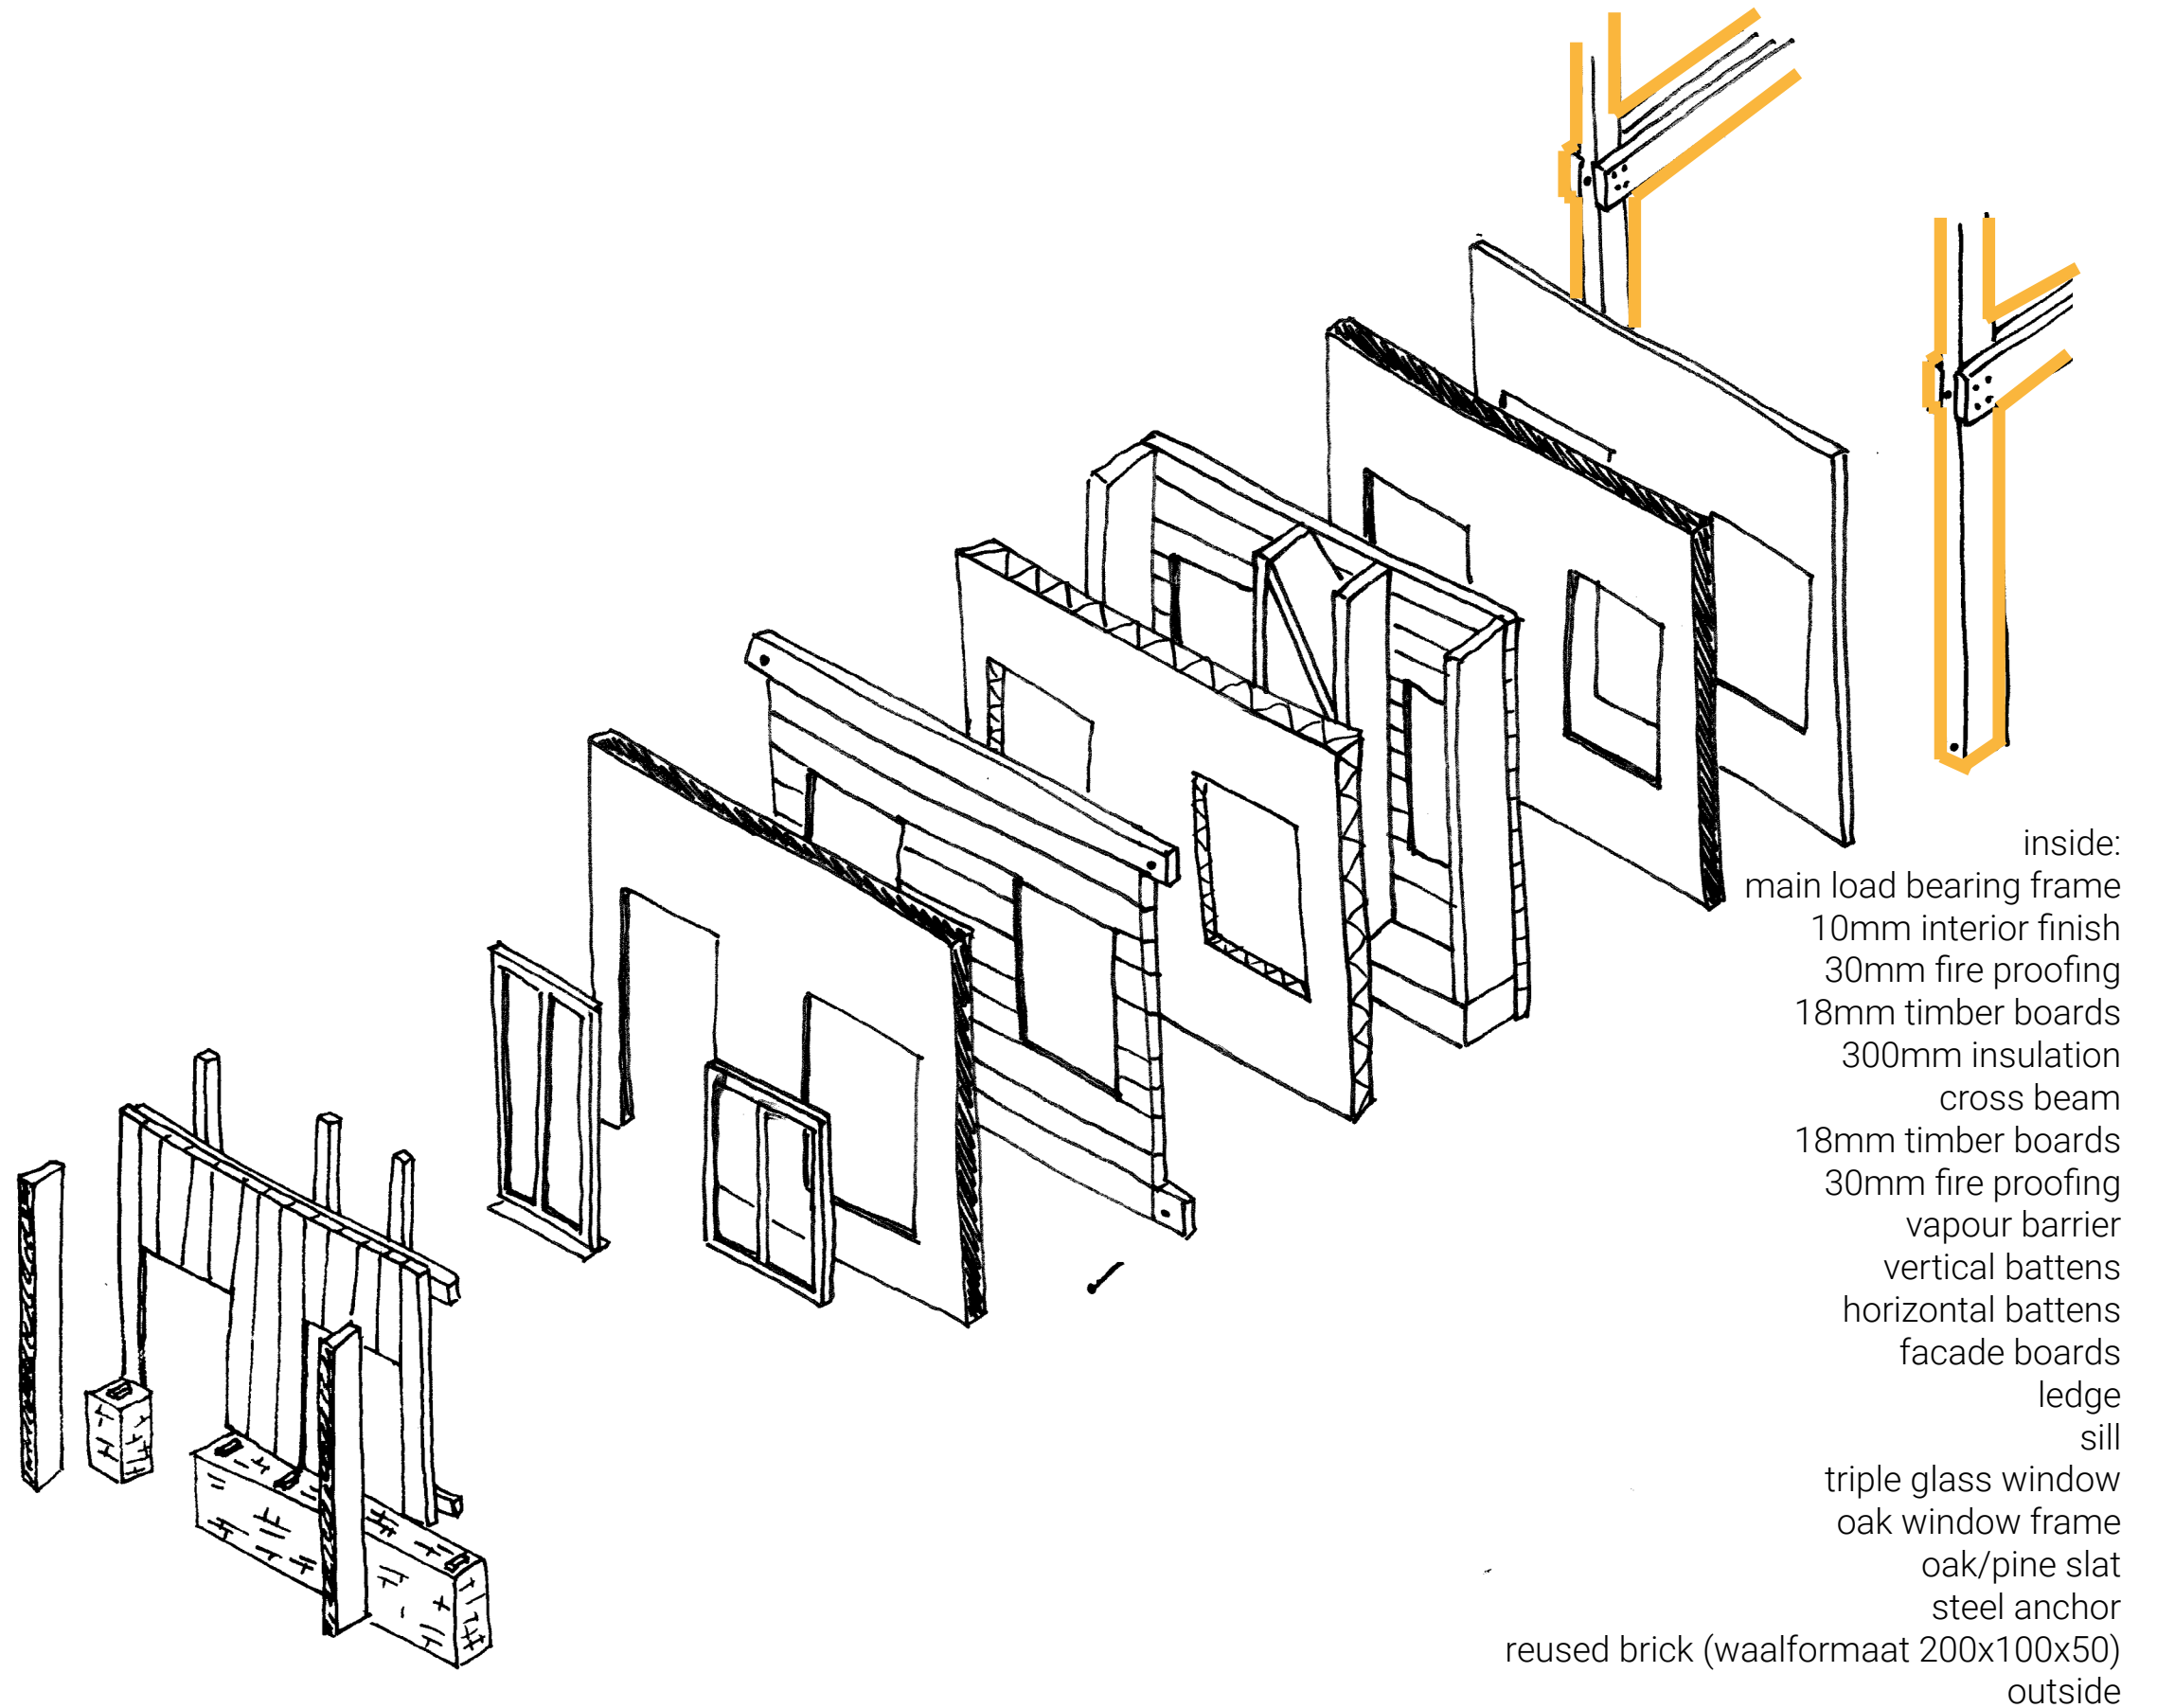 inside:
main load bearing frame
10mm interior finish
30mm fire proofing
18mm timber boards
300mm insulation
cross beam
18mm timber boards
30mm fire proofing
vapour barrier
vertical battens
horizontal battens
facade boards
ledge
sill
triple glass window
oak window frame
oak/pine slat
steel anchor
reused brick (waalformaat 200x100x50)
outside